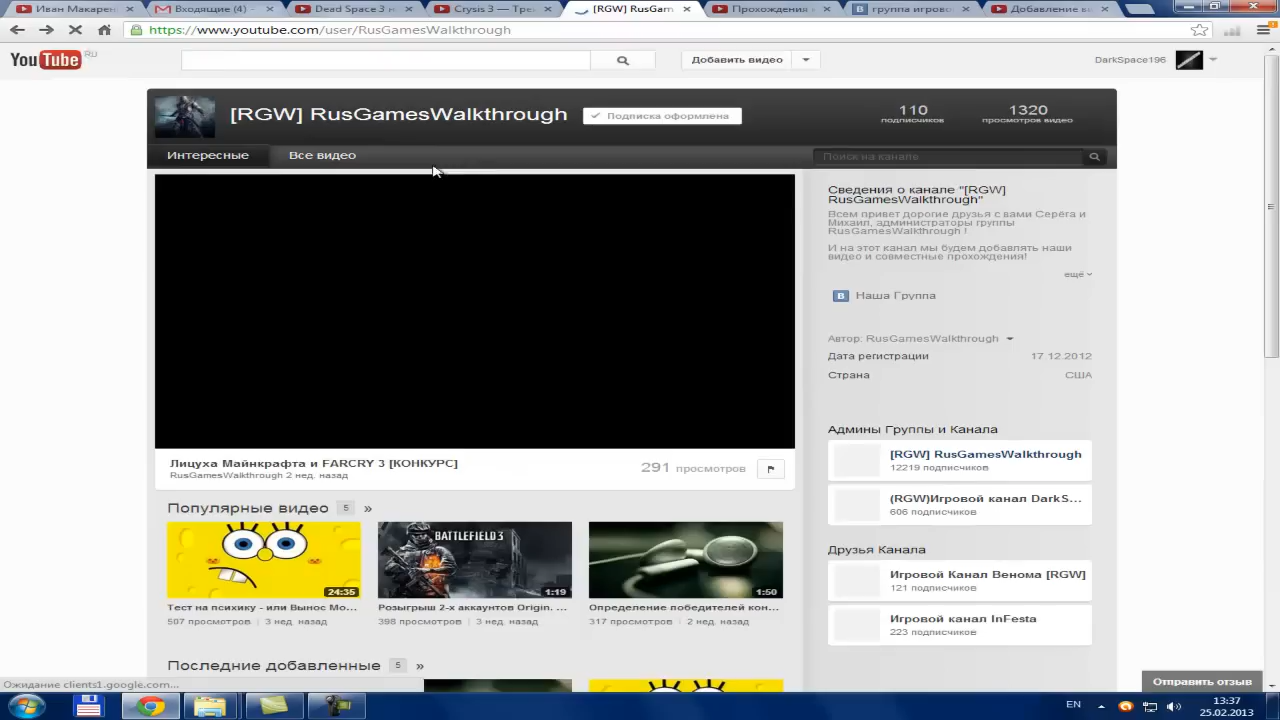 Иван Макарен
Входящие (4) -
Dead Space 3
Crysis 3 — Тре
[RGW] RusGam
Прохождения
группа игрово
Добавление в
https://www.youtube.com/user/RusGamesWalkthrough
YouTube RU
Добавить видео
DarkSpace196
[RGW] RusGamesWalkthrough
Подписка оформлена
110
подписчиков
1320
просмотров видео
Интересные
Все видео
Поиск на канале
Сведения о канале "[RGW]
RusGamesWalkthrough"
Всем привет дорогие друзья с вами Серёга и
Михаил, администраторы группы
RusGamesWalkthrough !
И на этот канал мы будем добавлять наши
видео и совместные прохождения!
ещё
B Наша Группа
Автор: RusGamesWalkthrough
Дата регистрации 17.12.2012
Страна США
Админы Группы и Канала
[RGW] RusGamesWalkthrough
12219 подписчиков
(RGW)Игровой канал DarkS...
606 подписчиков
Друзья Канала
Игровой Канал Венома [RGW]
121 подписчиков
Игровой канал InFesta
223 подписчиков
Лицуха Майнкрафта и FARCRY 3 [КОНКУРС]
RusGamesWalkthrough 2 нед. назад
291 просмотров
Популярные видео 5 »
24:35
BATTLEFIELD 3
1:19
1:50
Тест на психику - или Вынос Мо...
507 просмотров 3 нед. назад
Розыгрыш 2-х аккаунтов Origin. ...
398 просмотров 3 нед. назад
Определение победителей кон...
317 просмотров 2 нед. назад
Последние добавленные 5 »
Отправить отзыв
Ожидание clients1.google.com...
EN
13:37
25.02.2013